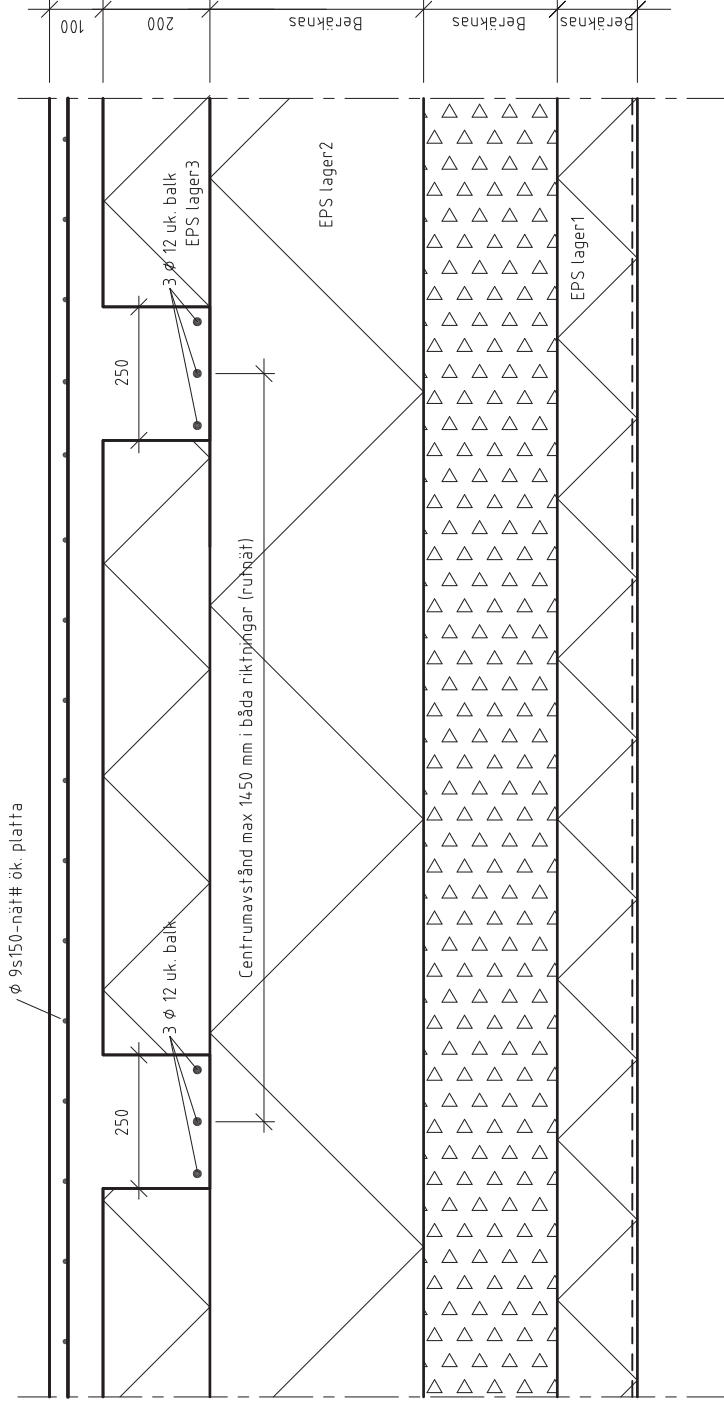 100
200
Beräknas
Beräknas
Beräknas
φ 9s150-nät# ök. platta
250
3 φ 12 uk. balk
Centrumavstånd max 1450 mm i båda riktningar (rutnät)
250
3 φ 12 uk. balk
EPS lager3
EPS lager2
EPS lager1